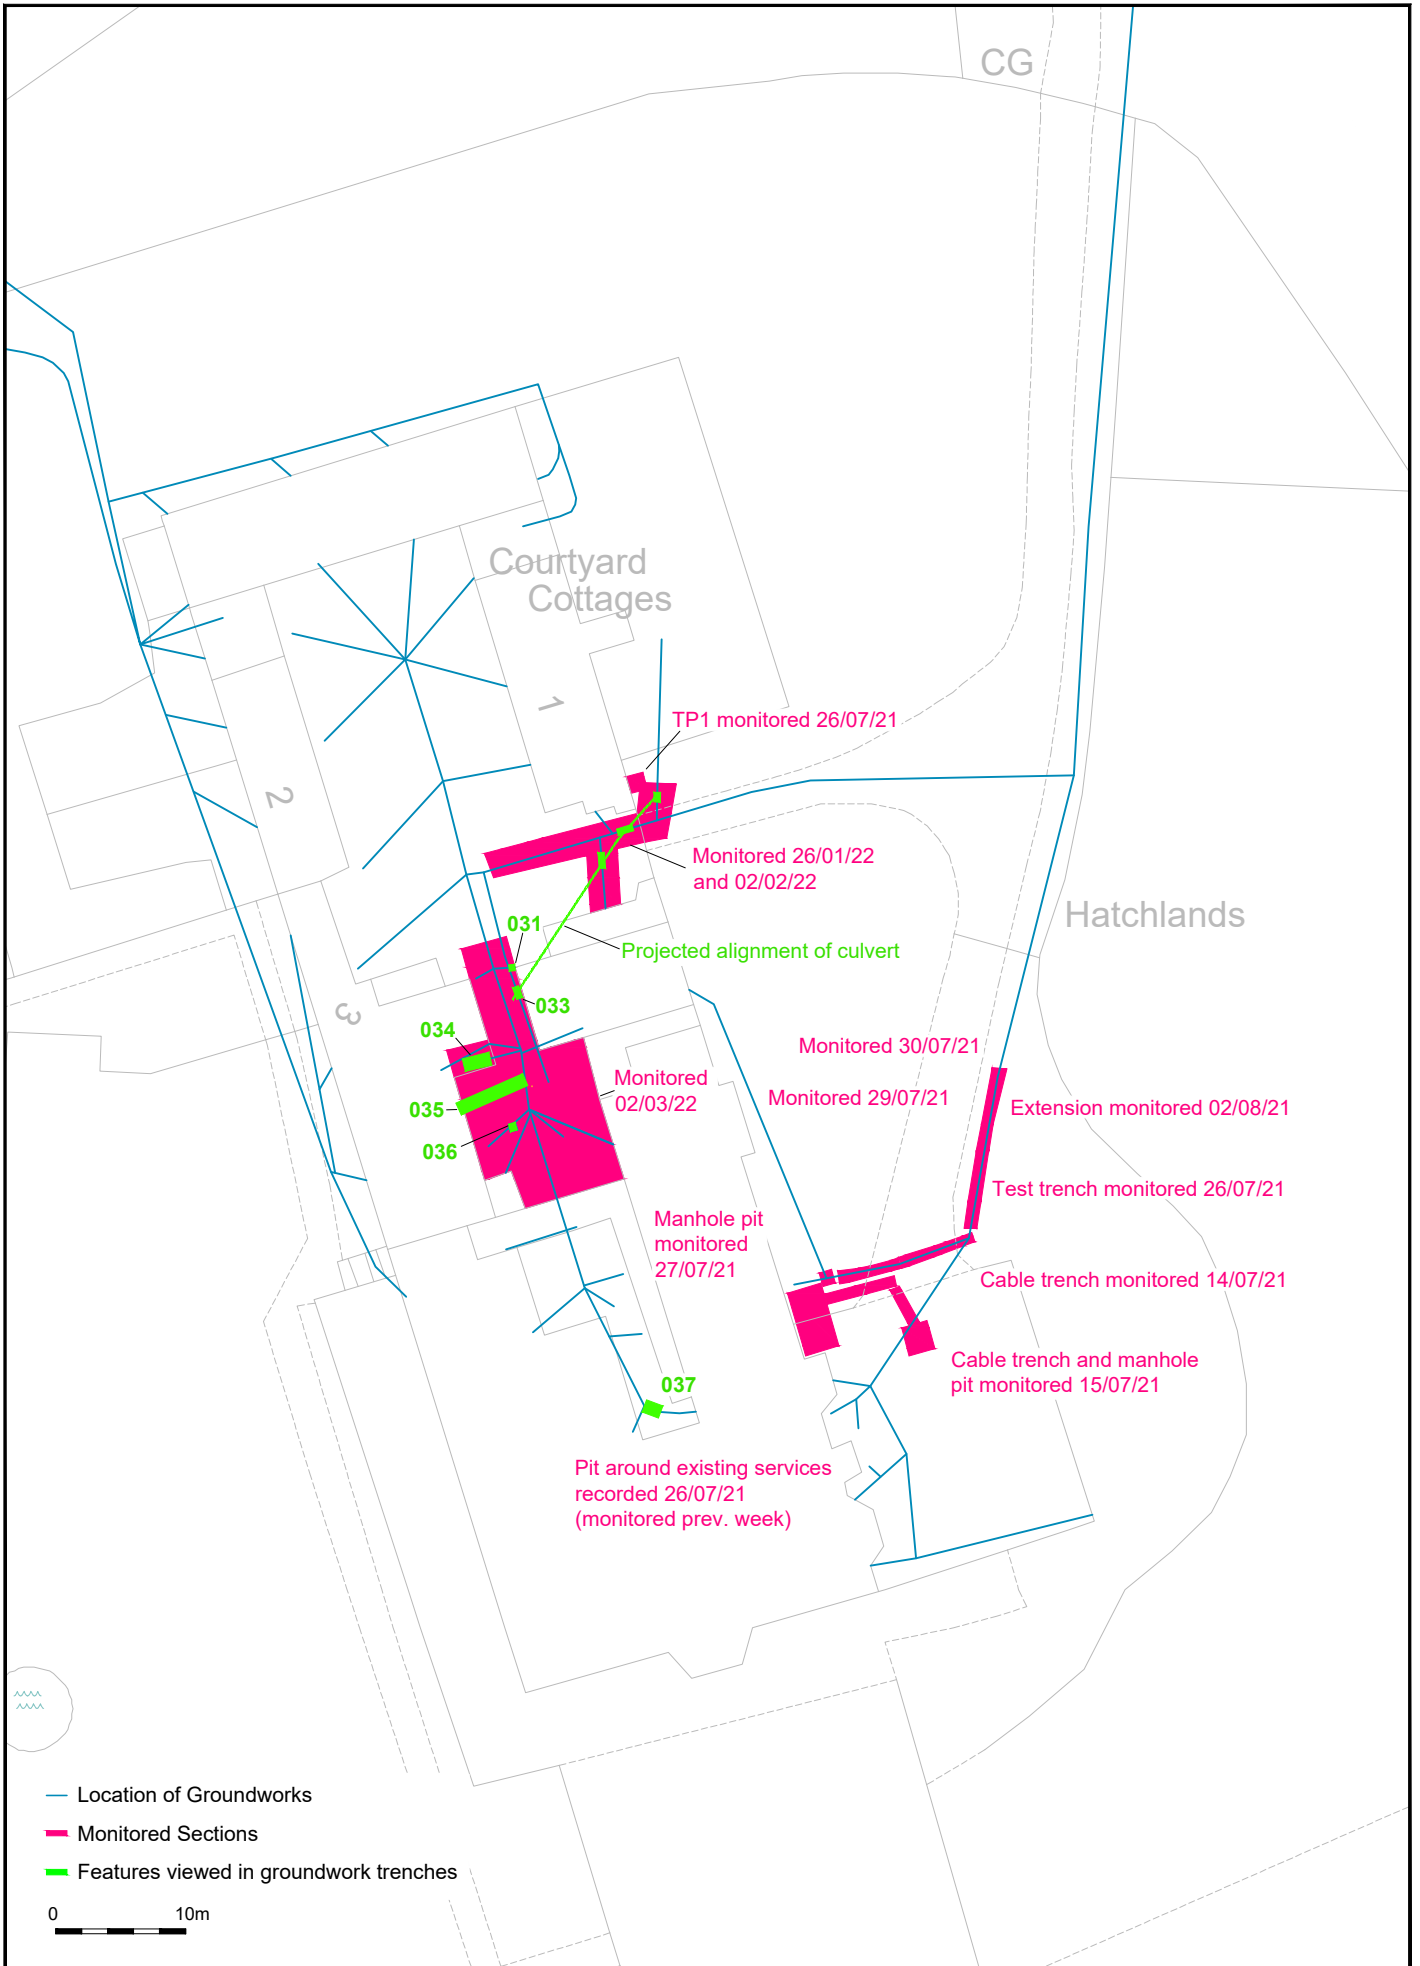 CG
Courtyard
Cottages
1
TP1 monitored 26/07/21
2
Monitored 26/01/22
and 02/02/22
Hatchlands
031
Projected alignment of culvert
033
3
034
Monitored 30/07/21
Monitored
02/03/22
Monitored 29/07/21
035
Extension monitored 02/08/21
036
Test trench monitored 26/07/21
Manhole pit
monitored
27/07/21
Cable trench monitored 14/07/21
Cable trench and manhole
pit monitored 15/07/21
037
Pit around existing services
recorded 26/07/21
(monitored prev. week)
Location of Groundworks
Monitored Sections
Features viewed in groundwork trenches
0 10m